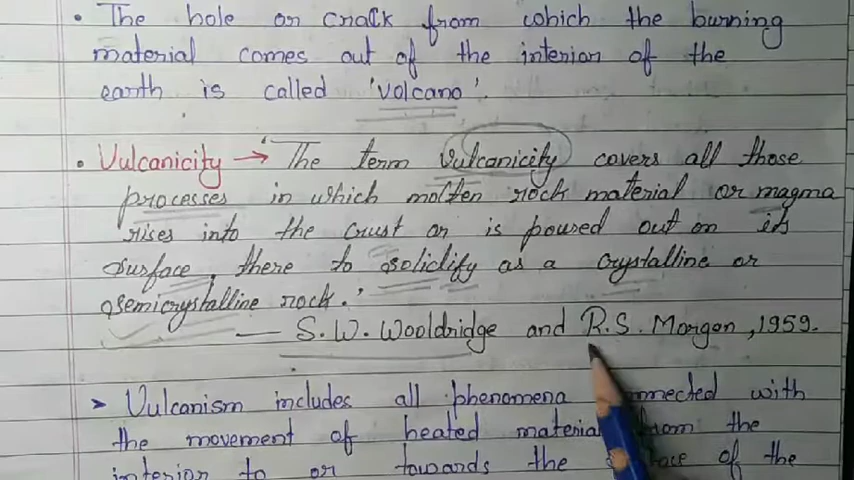 • The hole or crack from which the burning
material comes out of the interior of the
earth is called 'Volcano'.
• Vulcanicity → 'The term vulcanicity covers all those
processes in which molten rock material or magma
rises into the crust or is poured out on its
surface, there to solidify as a crystalline or
semicrystalline rock.'
— S.W. Wooldridge and R.S. Morgan, 1959.
➤ Vulcanism includes all phenomena connected with
the movement of heated material from the
interior to or towards the surface of the